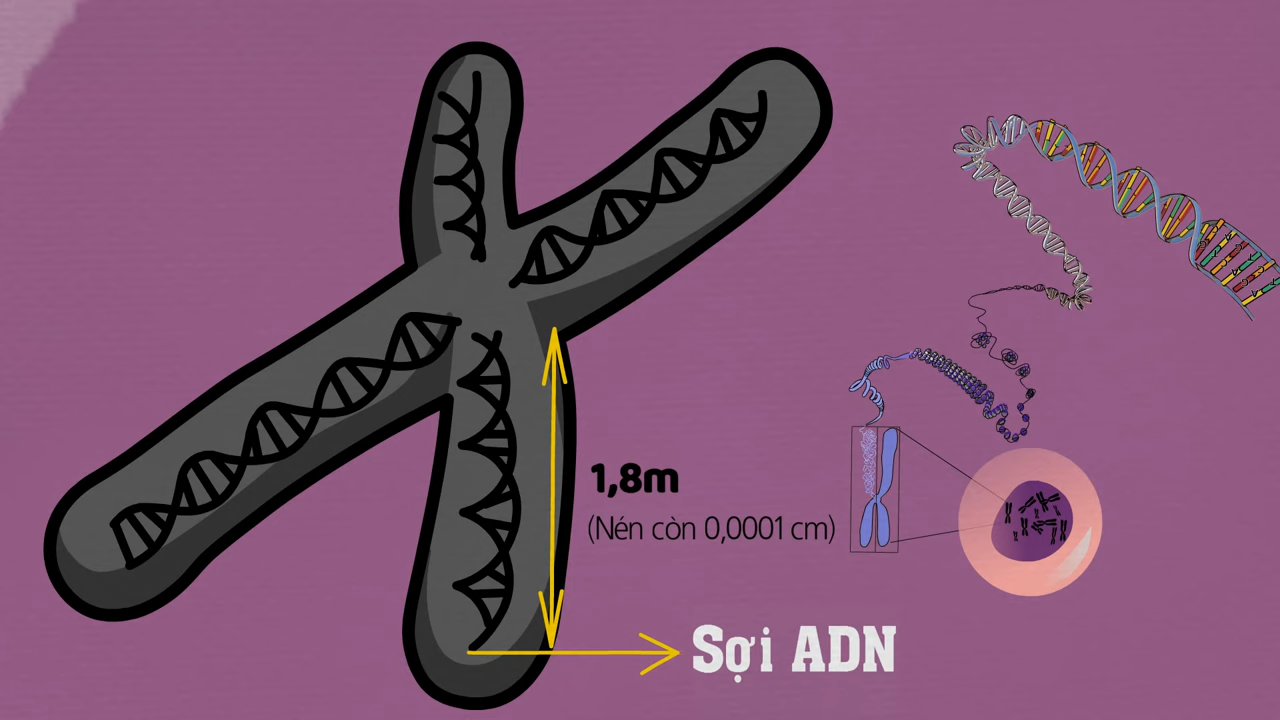 1,8m
(Nén còn 0,0001 cm)
Sợi ADN